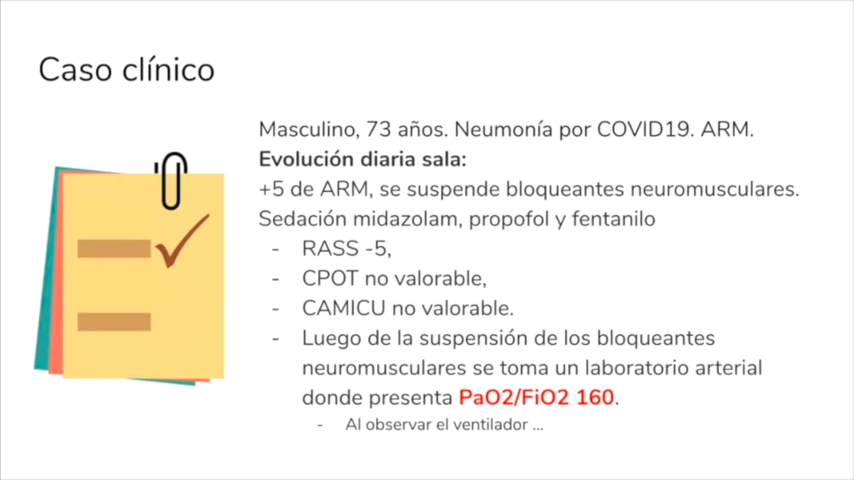 Caso clínico
Masculino, 73 años. Neumonía por COVID19. ARM.
Evolución diaria sala:
+5 de ARM, se suspende bloqueantes neuromusculares.
Sedación midazolam, propofol y fentanilo
- RASS -5,
- CPOT no valorable,
- CAMICU no valorable.
- Luego de la suspensión de los bloqueantes
neuromusculares se toma un laboratorio arterial
donde presenta PaO2/FiO2 160.
- Al observar el ventilador ...